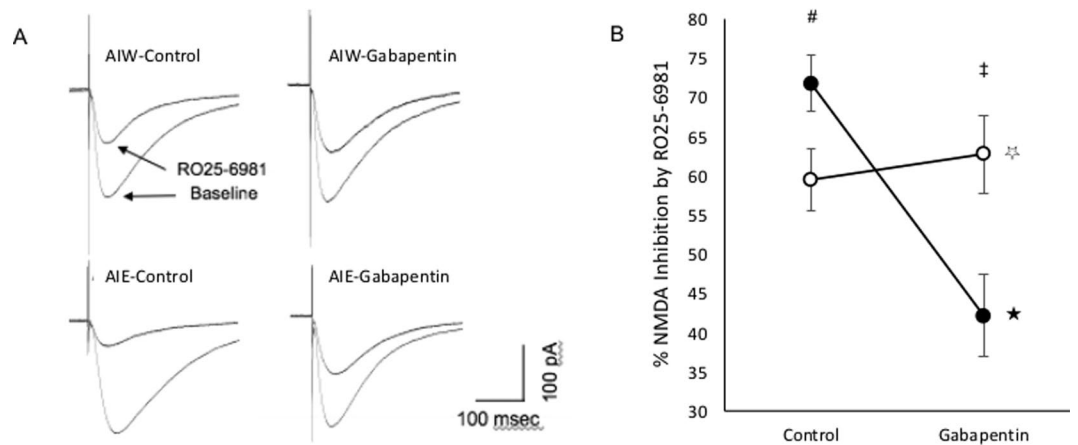 A
AIW-Control
AIW-Gabapentin
RO25-6981
Baseline
AIE-Control
AIE-Gabapentin
100 pA
100 msec
B
% NMDA Inhibition by RO25-6981
80
75
70
65
60
55
50
45
40
35
30
#
‡
☆
★
Control
Gabapentin